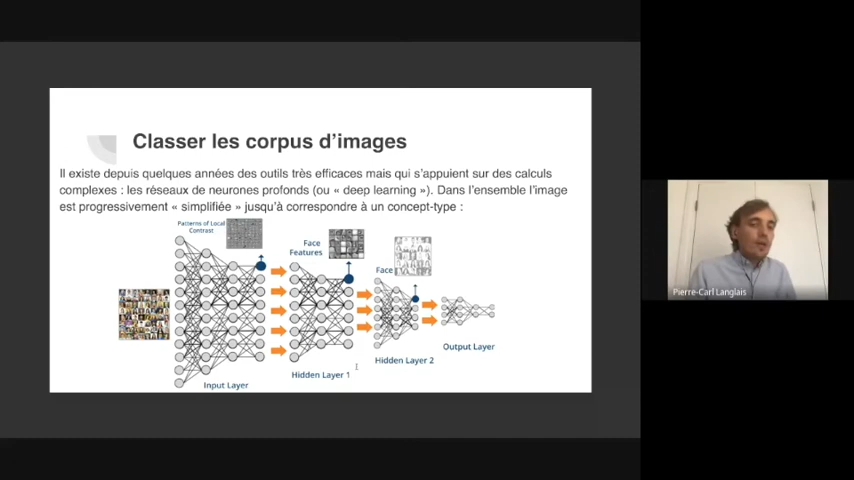 Classer les corpus d'images
Il existe depuis quelques années des outils très efficaces mais qui s'appuient sur des calculs
complexes : les réseaux de neurones profonds (ou « deep learning »). Dans l'ensemble l'image
est progressivement « simplifiée » jusqu'à correspondre à un concept-type :
Patterns of Local
Contrast
Face
Features
Face
Input Layer
Hidden Layer 1
Hidden Layer 2
Output Layer
Pierre-Carl Langlais